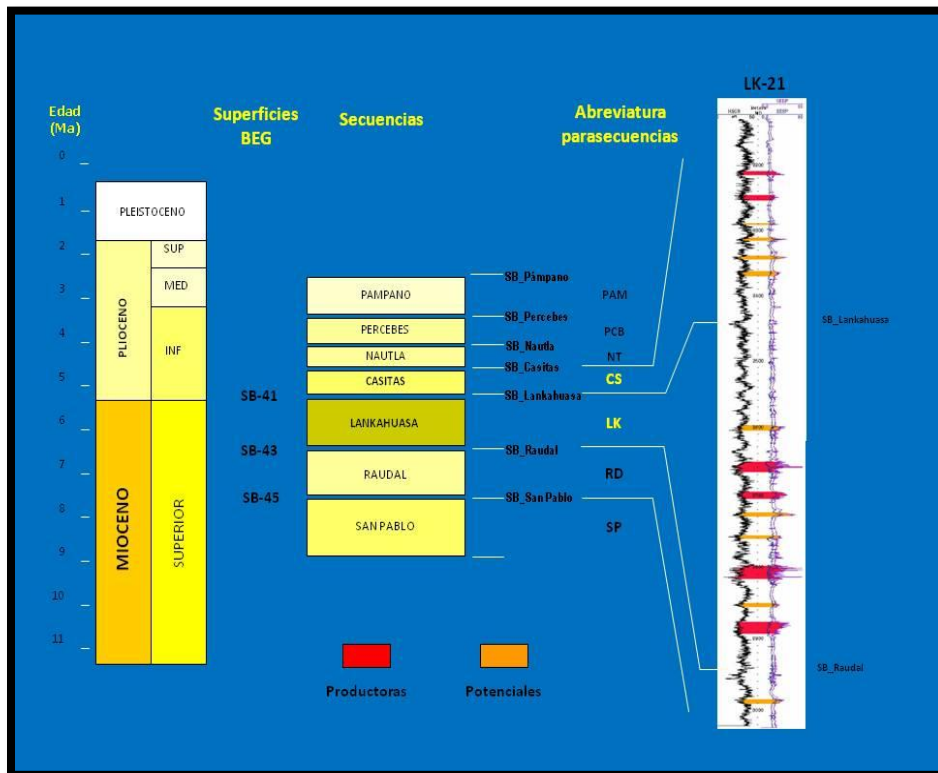 LK-21
Edad
(Ma)
Superficies
BEG
Secuencias
Abreviatura
parasecuencias
0
1
2
3
4
5
6
7
8
9
10
11
PLEISTOCENO
PLIOCENO
SUP
MED
INF
MIOCENO
SUPERIOR
SB-41
SB-43
SB-45
PAMPANO
PERCEBES
NAUTLA
CASITAS
LANKAHUASA
RAUDAL
SAN PABLO
SB_Pámpano
SB_Percebes
SB_Nautla
SB_Casitas
SB_Lankahuasa
SB_Raudal
SB_San Pablo
PAM
PCB
NT
CS
LK
RD
SP
SB_Lankahuasa
SB_Raudal
Productoras
Potenciales